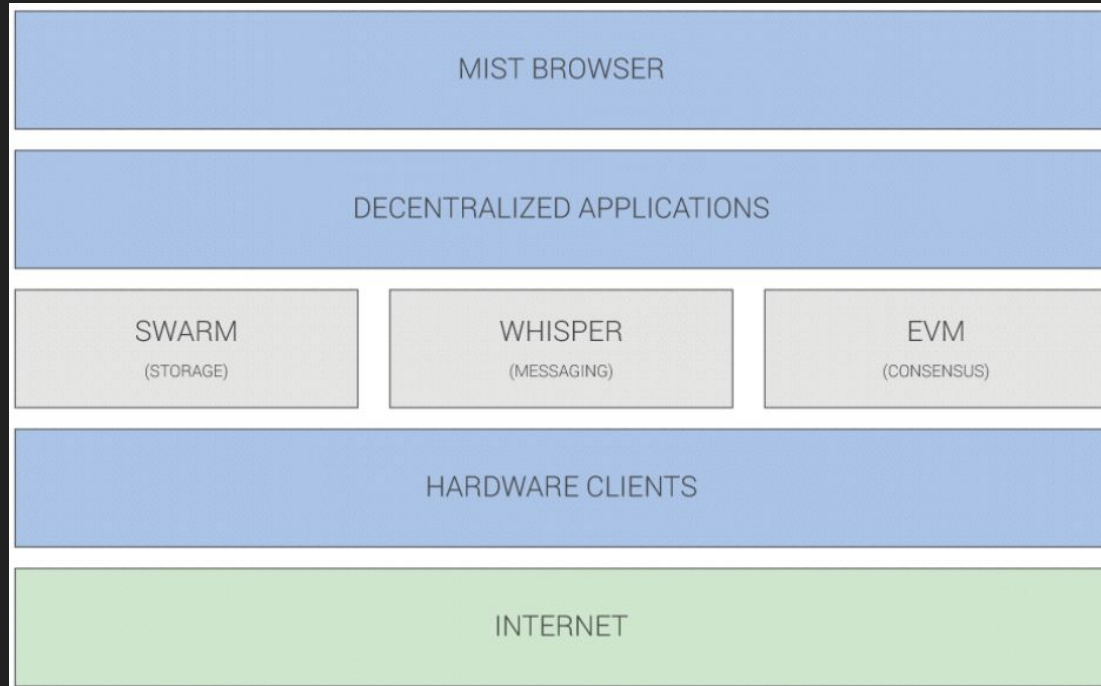 MIST BROWSER
DECENTRALIZED APPLICATIONS
SWARM
(STORAGE)
WHISPER
(MESSAGING)
EVM
(CONSENSUS)
HARDWARE CLIENTS
INTERNET